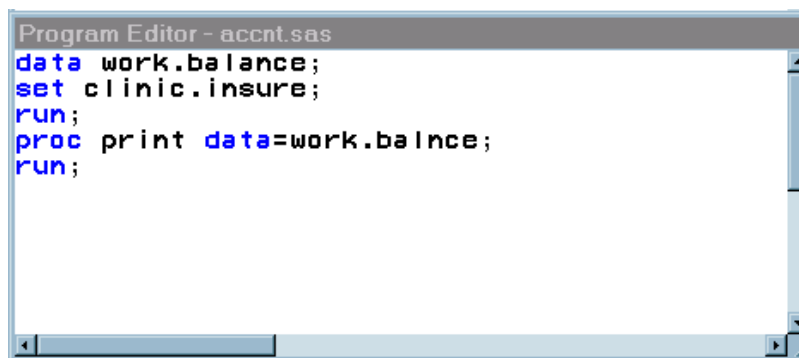 Program Editor - accnt.sas
data work.balance;
set clinic.insure;
run;
proc print data=work.balnce;
run;